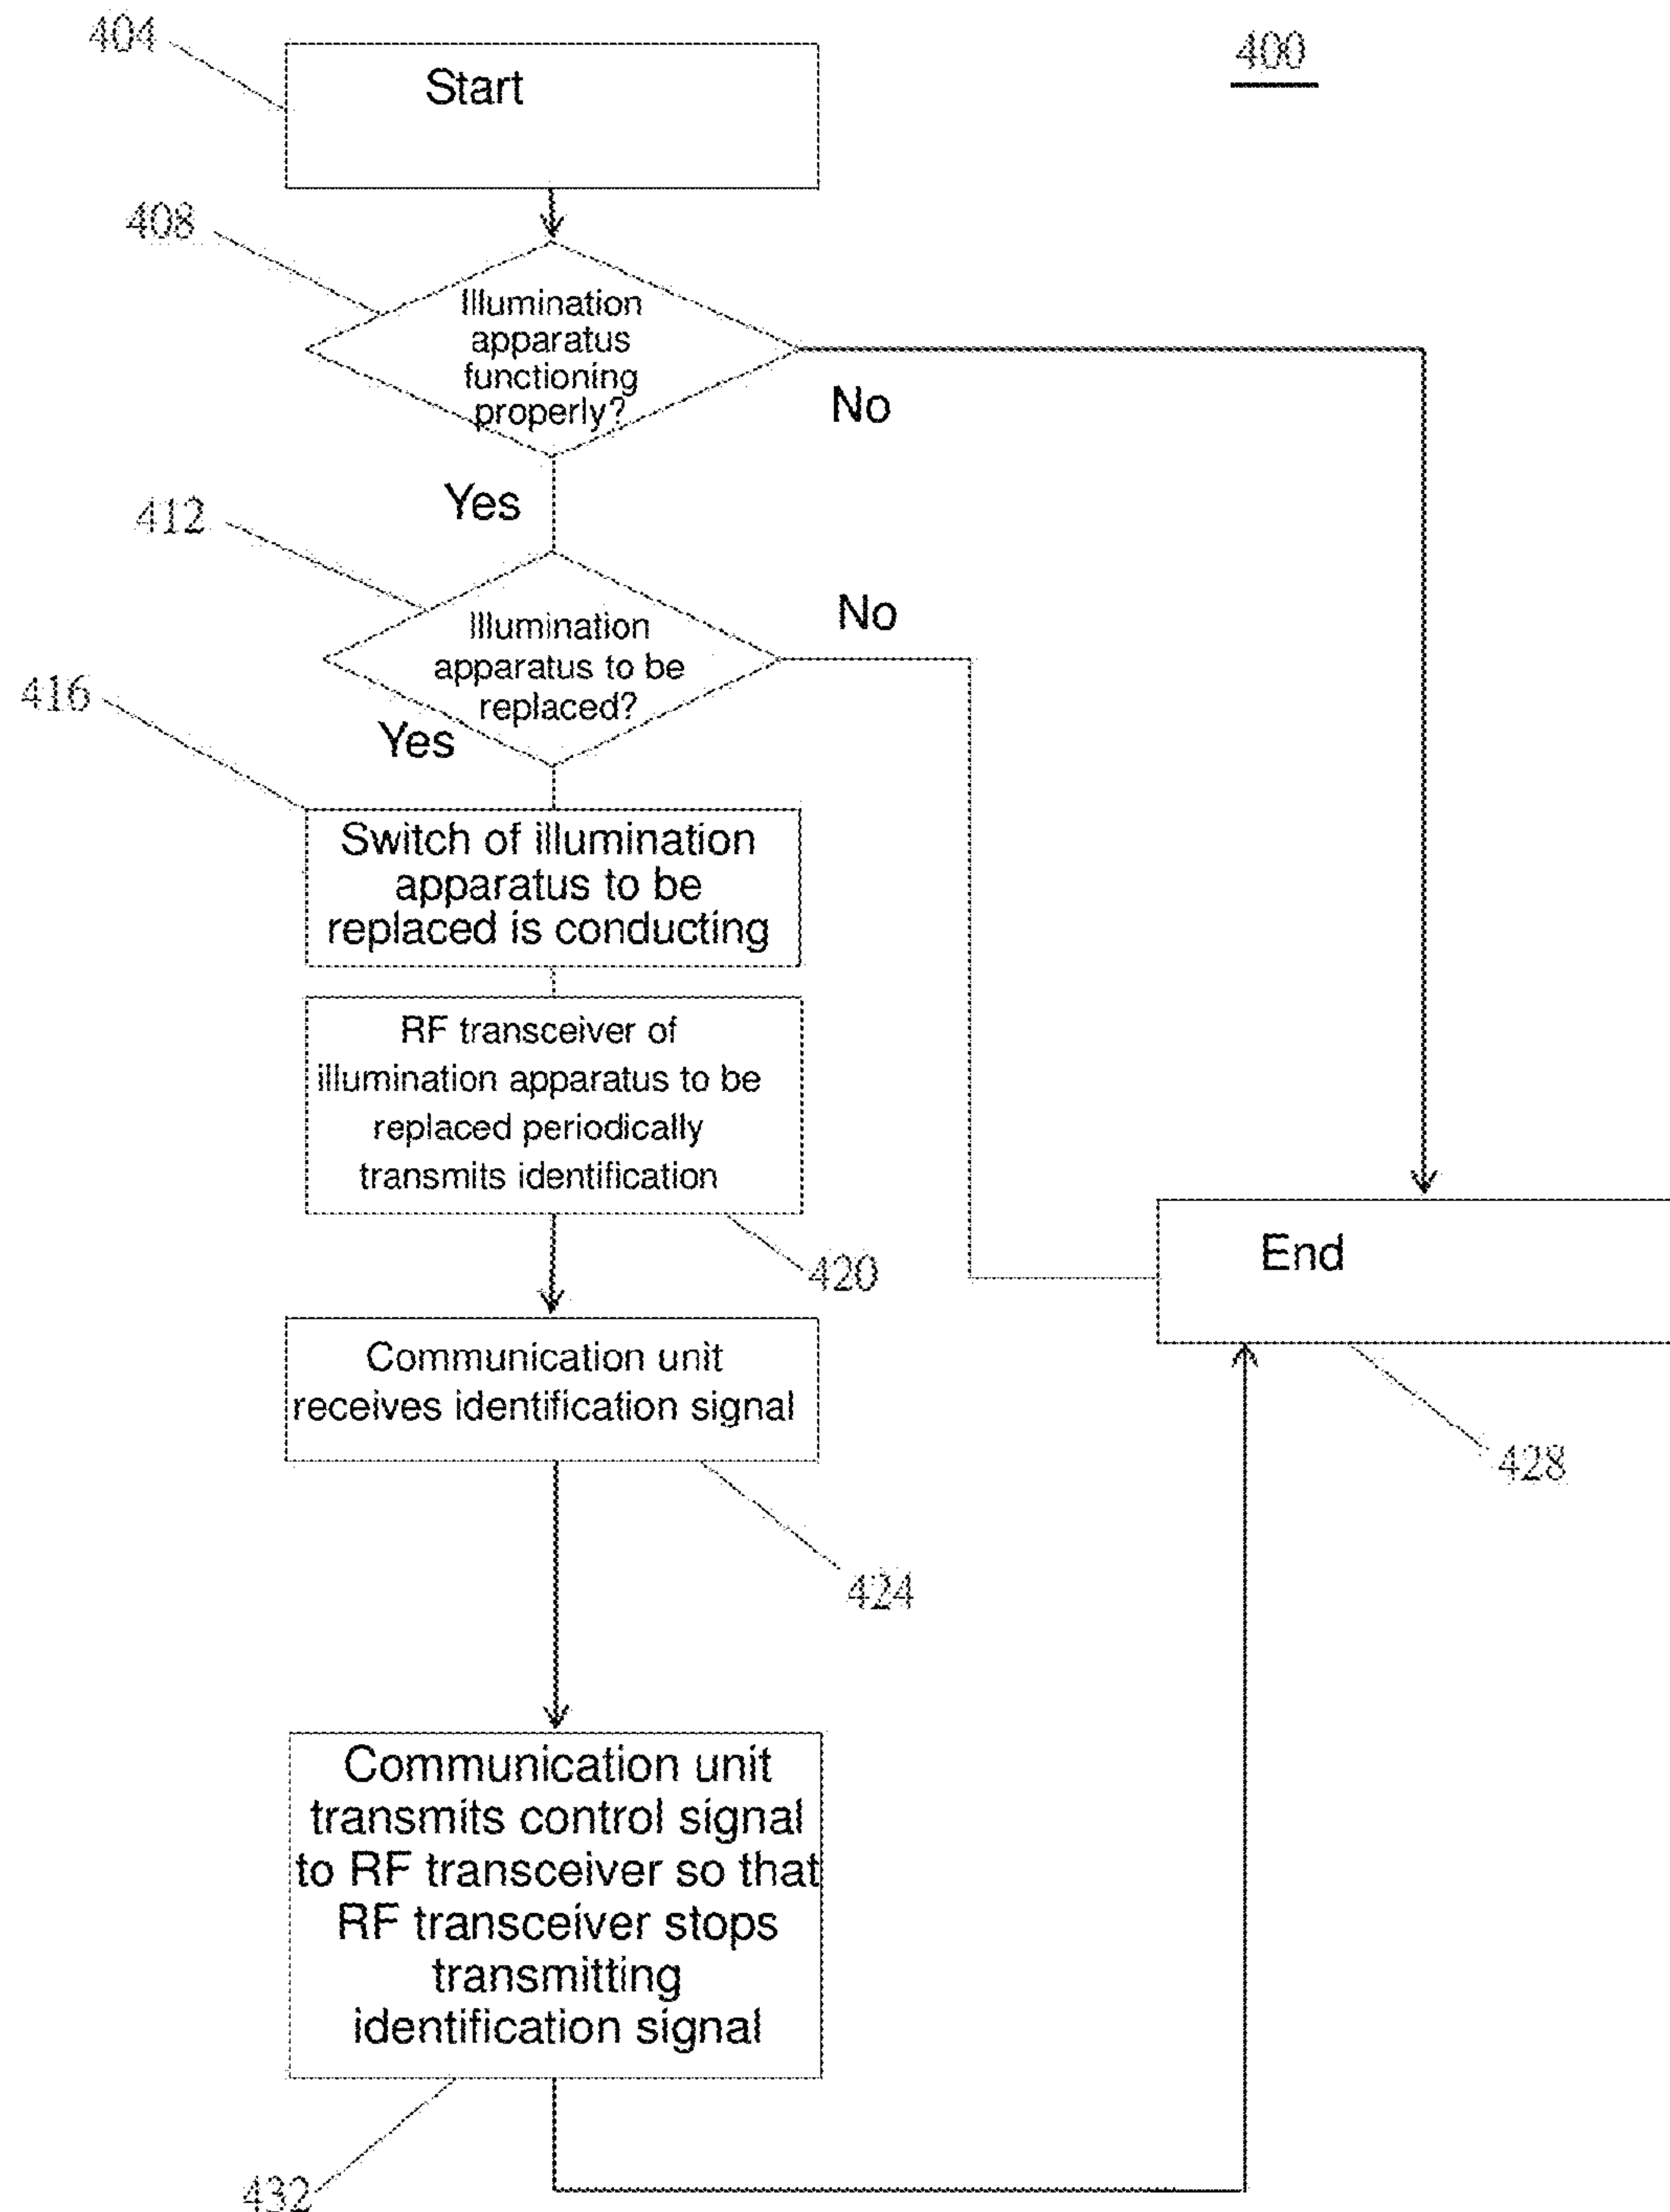 404
Start
400
408
Illumination
apparatus
functioning
properly?
No
Yes
412
Illumination
apparatus to be
replaced?
No
Yes
416
Switch of illumination
apparatus to be
replaced is conducting
RF transceiver of
illumination apparatus to be
replaced periodically
transmits identification
420
End
428
Communication unit
receives identification signal
424
Communication unit
transmits control signal
to RF transceiver so that
RF transceiver stops
transmitting
identification signal
432